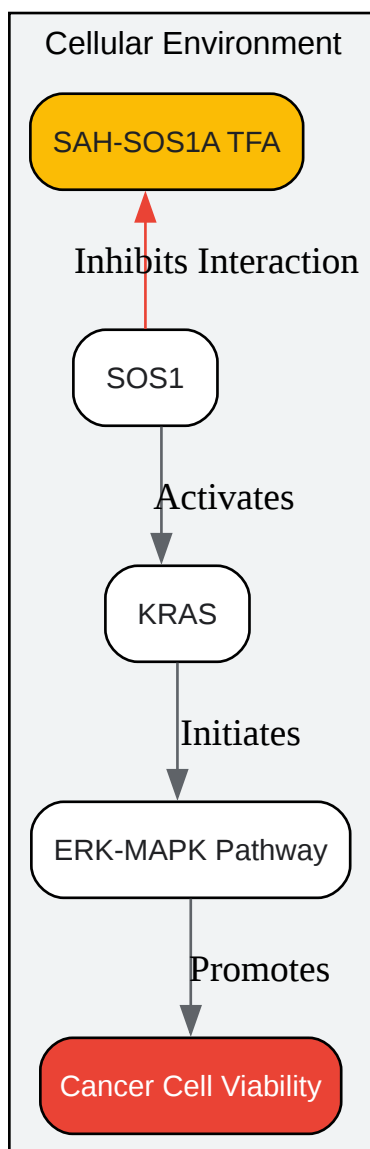 Cellular Environment
SAH-SOS1A TFA
Inhibits Interaction
SOS1
Activates
KRAS
Initiates
ERK-MAPK Pathway
Promotes
Cancer Cell Viability